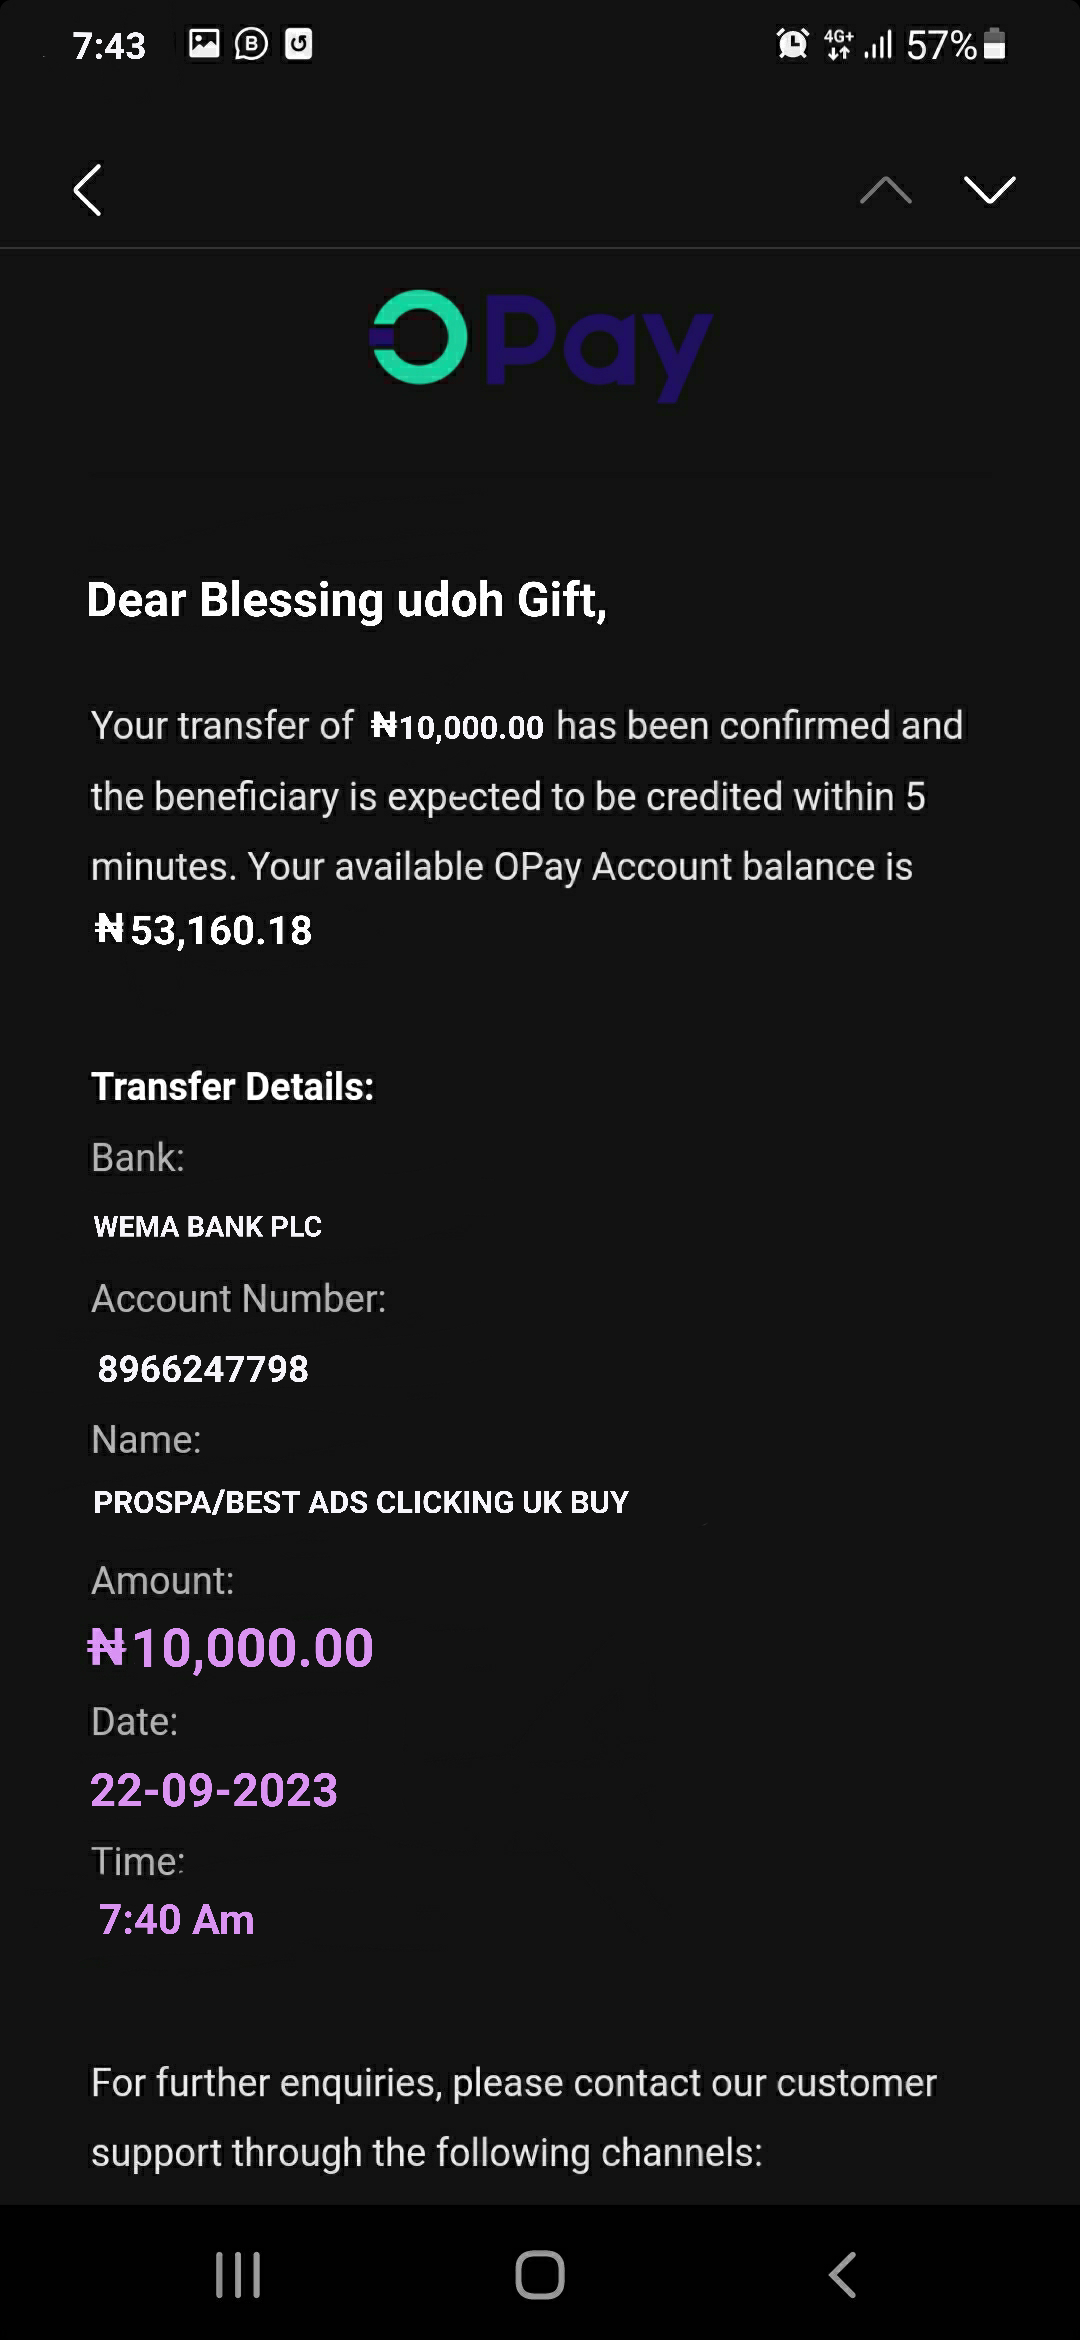 7:43
4G+ 57%
OPay
Dear Blessing udoh Gift,
Your transfer of ₦10,000.00 has been confirmed and
the beneficiary is expected to be credited within 5
minutes. Your available OPay Account balance is
₦53,160.18
Transfer Details:
Bank:
WEMA BANK PLC
Account Number:
8966247798
Name:
PROSPA/BEST ADS CLICKING UK BUY
Amount:
₦10,000.00
Date:
22-09-2023
Time:
7:40 Am
For further enquiries, please contact our customer
support through the following channels: